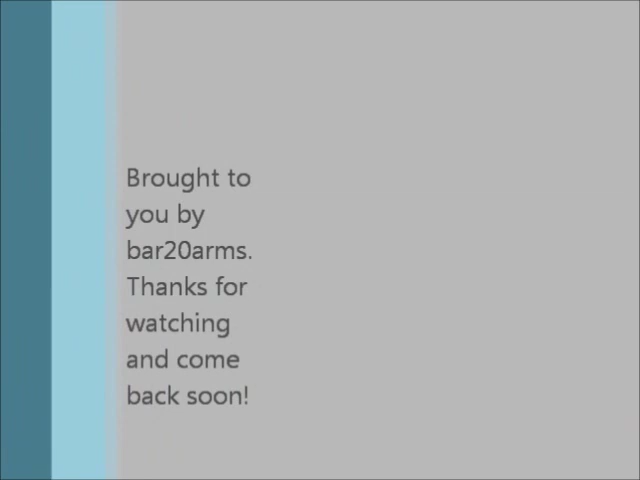 Brought to
you by
bar20arms.
Thanks for
watching
and come
back soon!